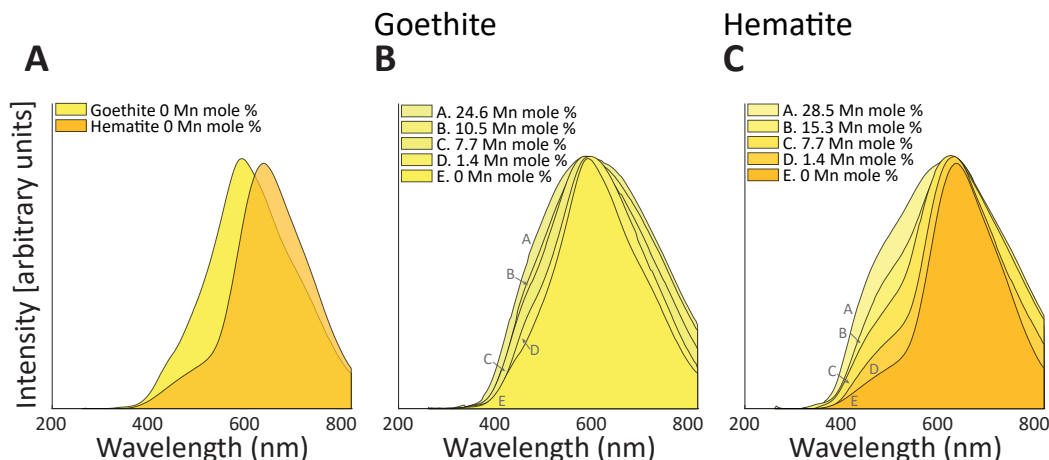 Goethite
Hematite
A
B
C
Goethite 0 Mn mole %
Hematite 0 Mn mole %
A. 24.6 Mn mole %
B. 10.5 Mn mole %
C. 7.7 Mn mole %
D. 1.4 Mn mole %
E. 0 Mn mole %
A. 28.5 Mn mole %
B. 15.3 Mn mole %
C. 7.7 Mn mole %
D. 1.4 Mn mole %
E. 0 Mn mole %
Intensity [arbitrary units]
A
B
C
D
E
A
B
C
D
E
200 400 600 800
200 400 600 800
200 400 600 800
Wavelength (nm)
Wavelength (nm)
Wavelength (nm)